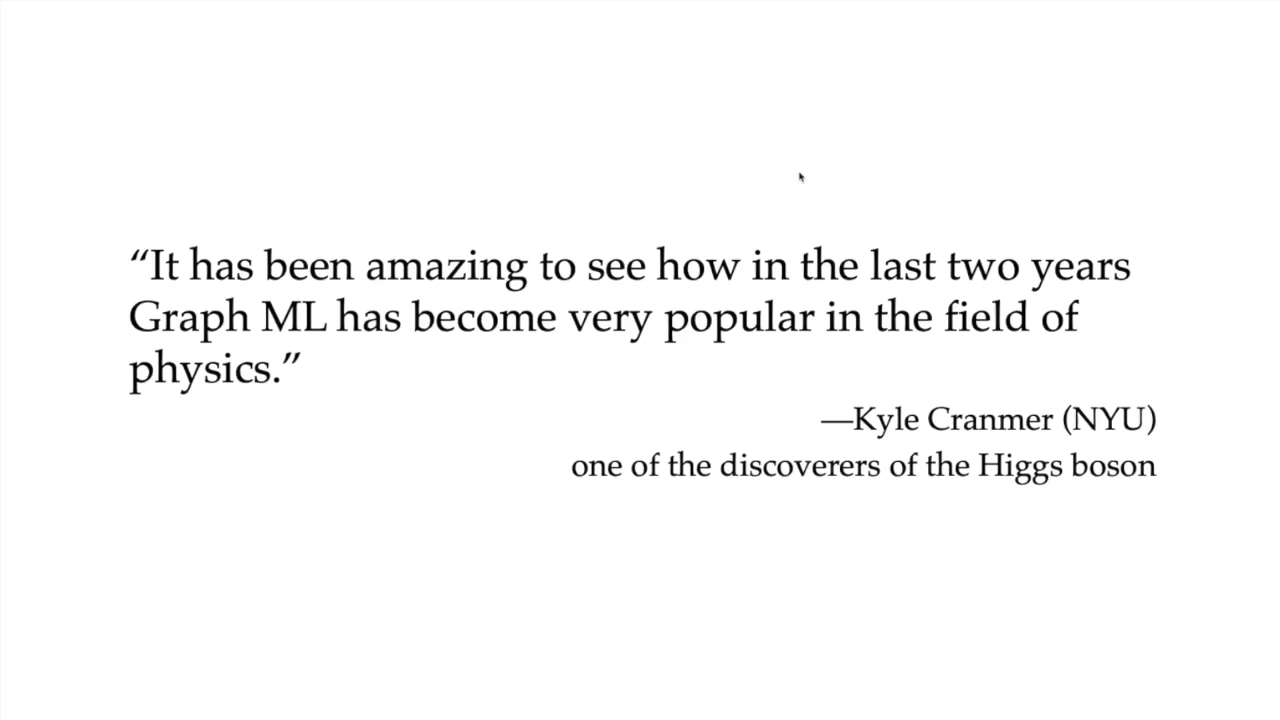 “It has been amazing to see how in the last two years
Graph ML has become very popular in the field of
physics.”
—Kyle Cranmer (NYU)
one of the discoverers of the Higgs boson